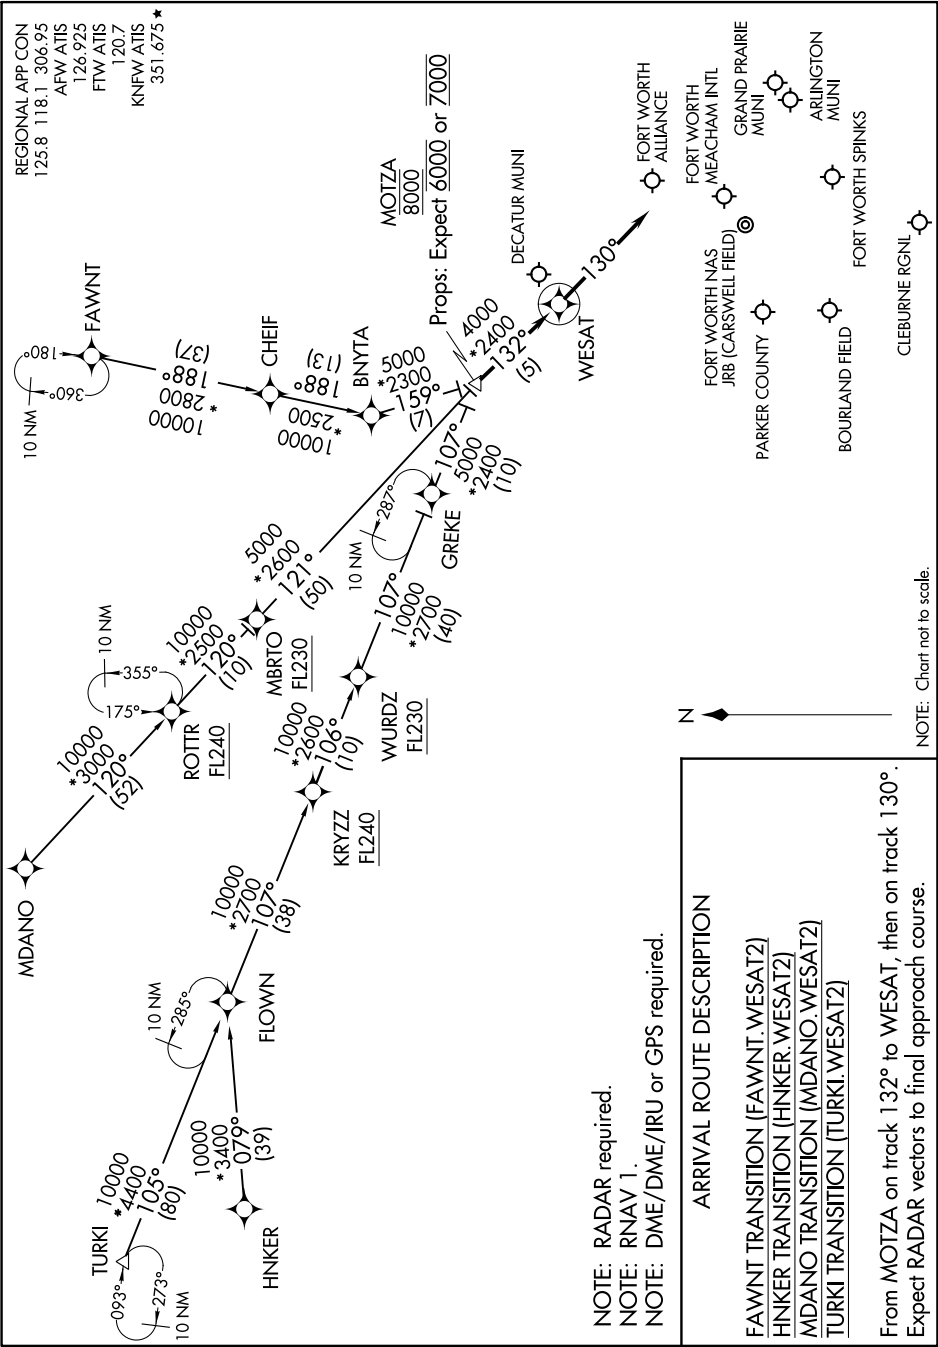 REGIONAL APP CON
125.8 118.1 306.95
AFW ATIS
126.925
FTW ATIS
120.7
KNFW ATIS
351.675 ★
MOTZA
8000
Props: Expect 6000 or 7000
FAWNT
180°
360°
10 NM
(37)
188°
*2800
10000
CHEIF
(13)
188°
*2500
10000
BNYTA
5000
*2300
159°
(7)
4000
*2400
132°
(5)
DECATUR MUNI
WESAT
130°
FORT WORTH
ALLIANCE
FORT WORTH
MEACHAM INTL
GRAND PRAIRIE
MUNI
ARLINGTON
MUNI
FORT WORTH NAS
JRB (CARSWELL FIELD)
FORT WORTH SPINKS
PARKER COUNTY
BOURLAND FIELD
CLEBURNE RGNL
MDANO
10000
*3000
120°
(52)
10 NM
355°
175°
ROTTR
FL240
10000
*2500
120°
(10)
MBRTO
FL230
5000
*2600
121°
(50)
10 NM
287°
GREKE
107°
5000
*2400
(10)
107°
10000
*2700
(40)
WURDZ
FL230
10000
*2600
106°
(10)
KRYZZ
FL240
10000
*2700
107°
(38)
FLOWN
10 NM
285°
TURKI
10000
*4400
105°
(80)
093°
273°
10 NM
HNKER
10000
*3400
079°
(39)
N
NOTE: Chart not to scale.
NOTE: RADAR required.
NOTE: RNAV 1.
NOTE: DME/DME/IRU or GPS required.
ARRIVAL ROUTE DESCRIPTION
FAWNT TRANSITION (FAWNT.WESAT2)
HNKER TRANSITION (HNKER.WESAT2)
MDANO TRANSITION (MDANO.WESAT2)
TURKI TRANSITION (TURKI.WESAT2)
From MOTZA on track 132° to WESAT, then on track 130°.
Expect RADAR vectors to final approach course.